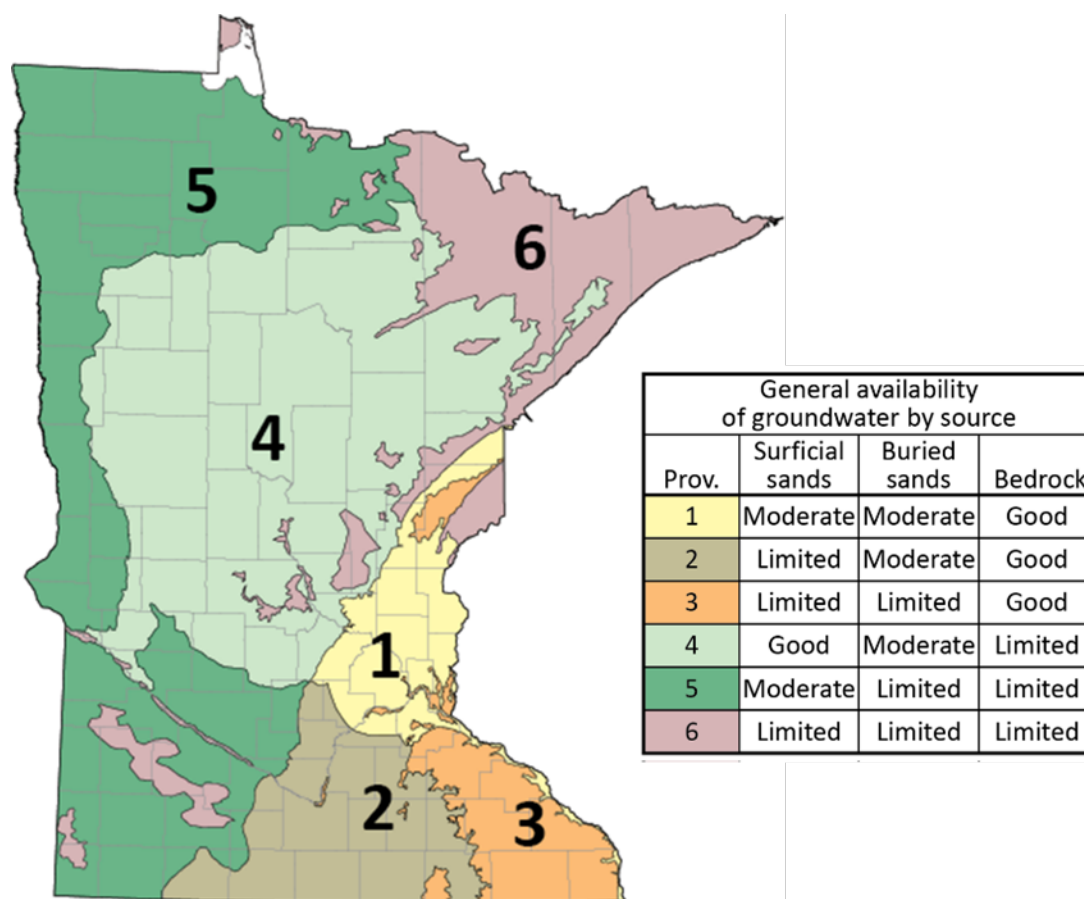 5
6
4
1
2
3
General availability
of groundwater by source
Prov. Surficial sands Buried sands Bedrock
1 Moderate Moderate Good
2 Limited Moderate Good
3 Limited Limited Good
4 Good Moderate Limited
5 Moderate Limited Limited
6 Limited Limited Limited